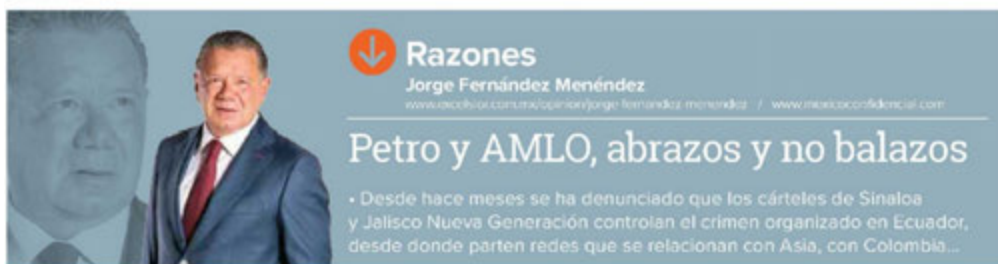 Razones
Jorge Fernández Menéndez
www.excelsior.com.mx/opinion/jorge-fernandez-menendez / www.mexicoconfidencial.com
Petro y AMLO, abrazos y no balazos
• Desde hace meses se ha denunciado que los cárteles de Sinaloa
y Jalisco Nueva Generación controlan el crimen organizado en Ecuador,
desde donde parten redes que se relacionan con Asia, con Colombia...